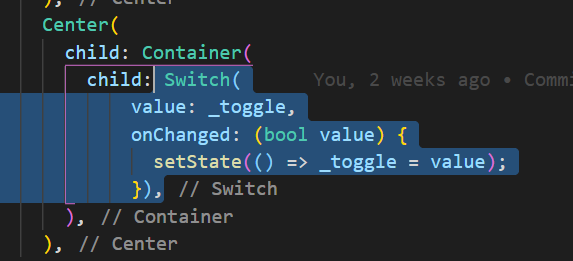 ), // Center
Center(
child: Container(
child: Switch( You, 2 weeks ago • Commi
value: _toggle,
onChanged: (bool value) {
setState(() => _toggle = value);
}), // Switch
), // Container
), // Center